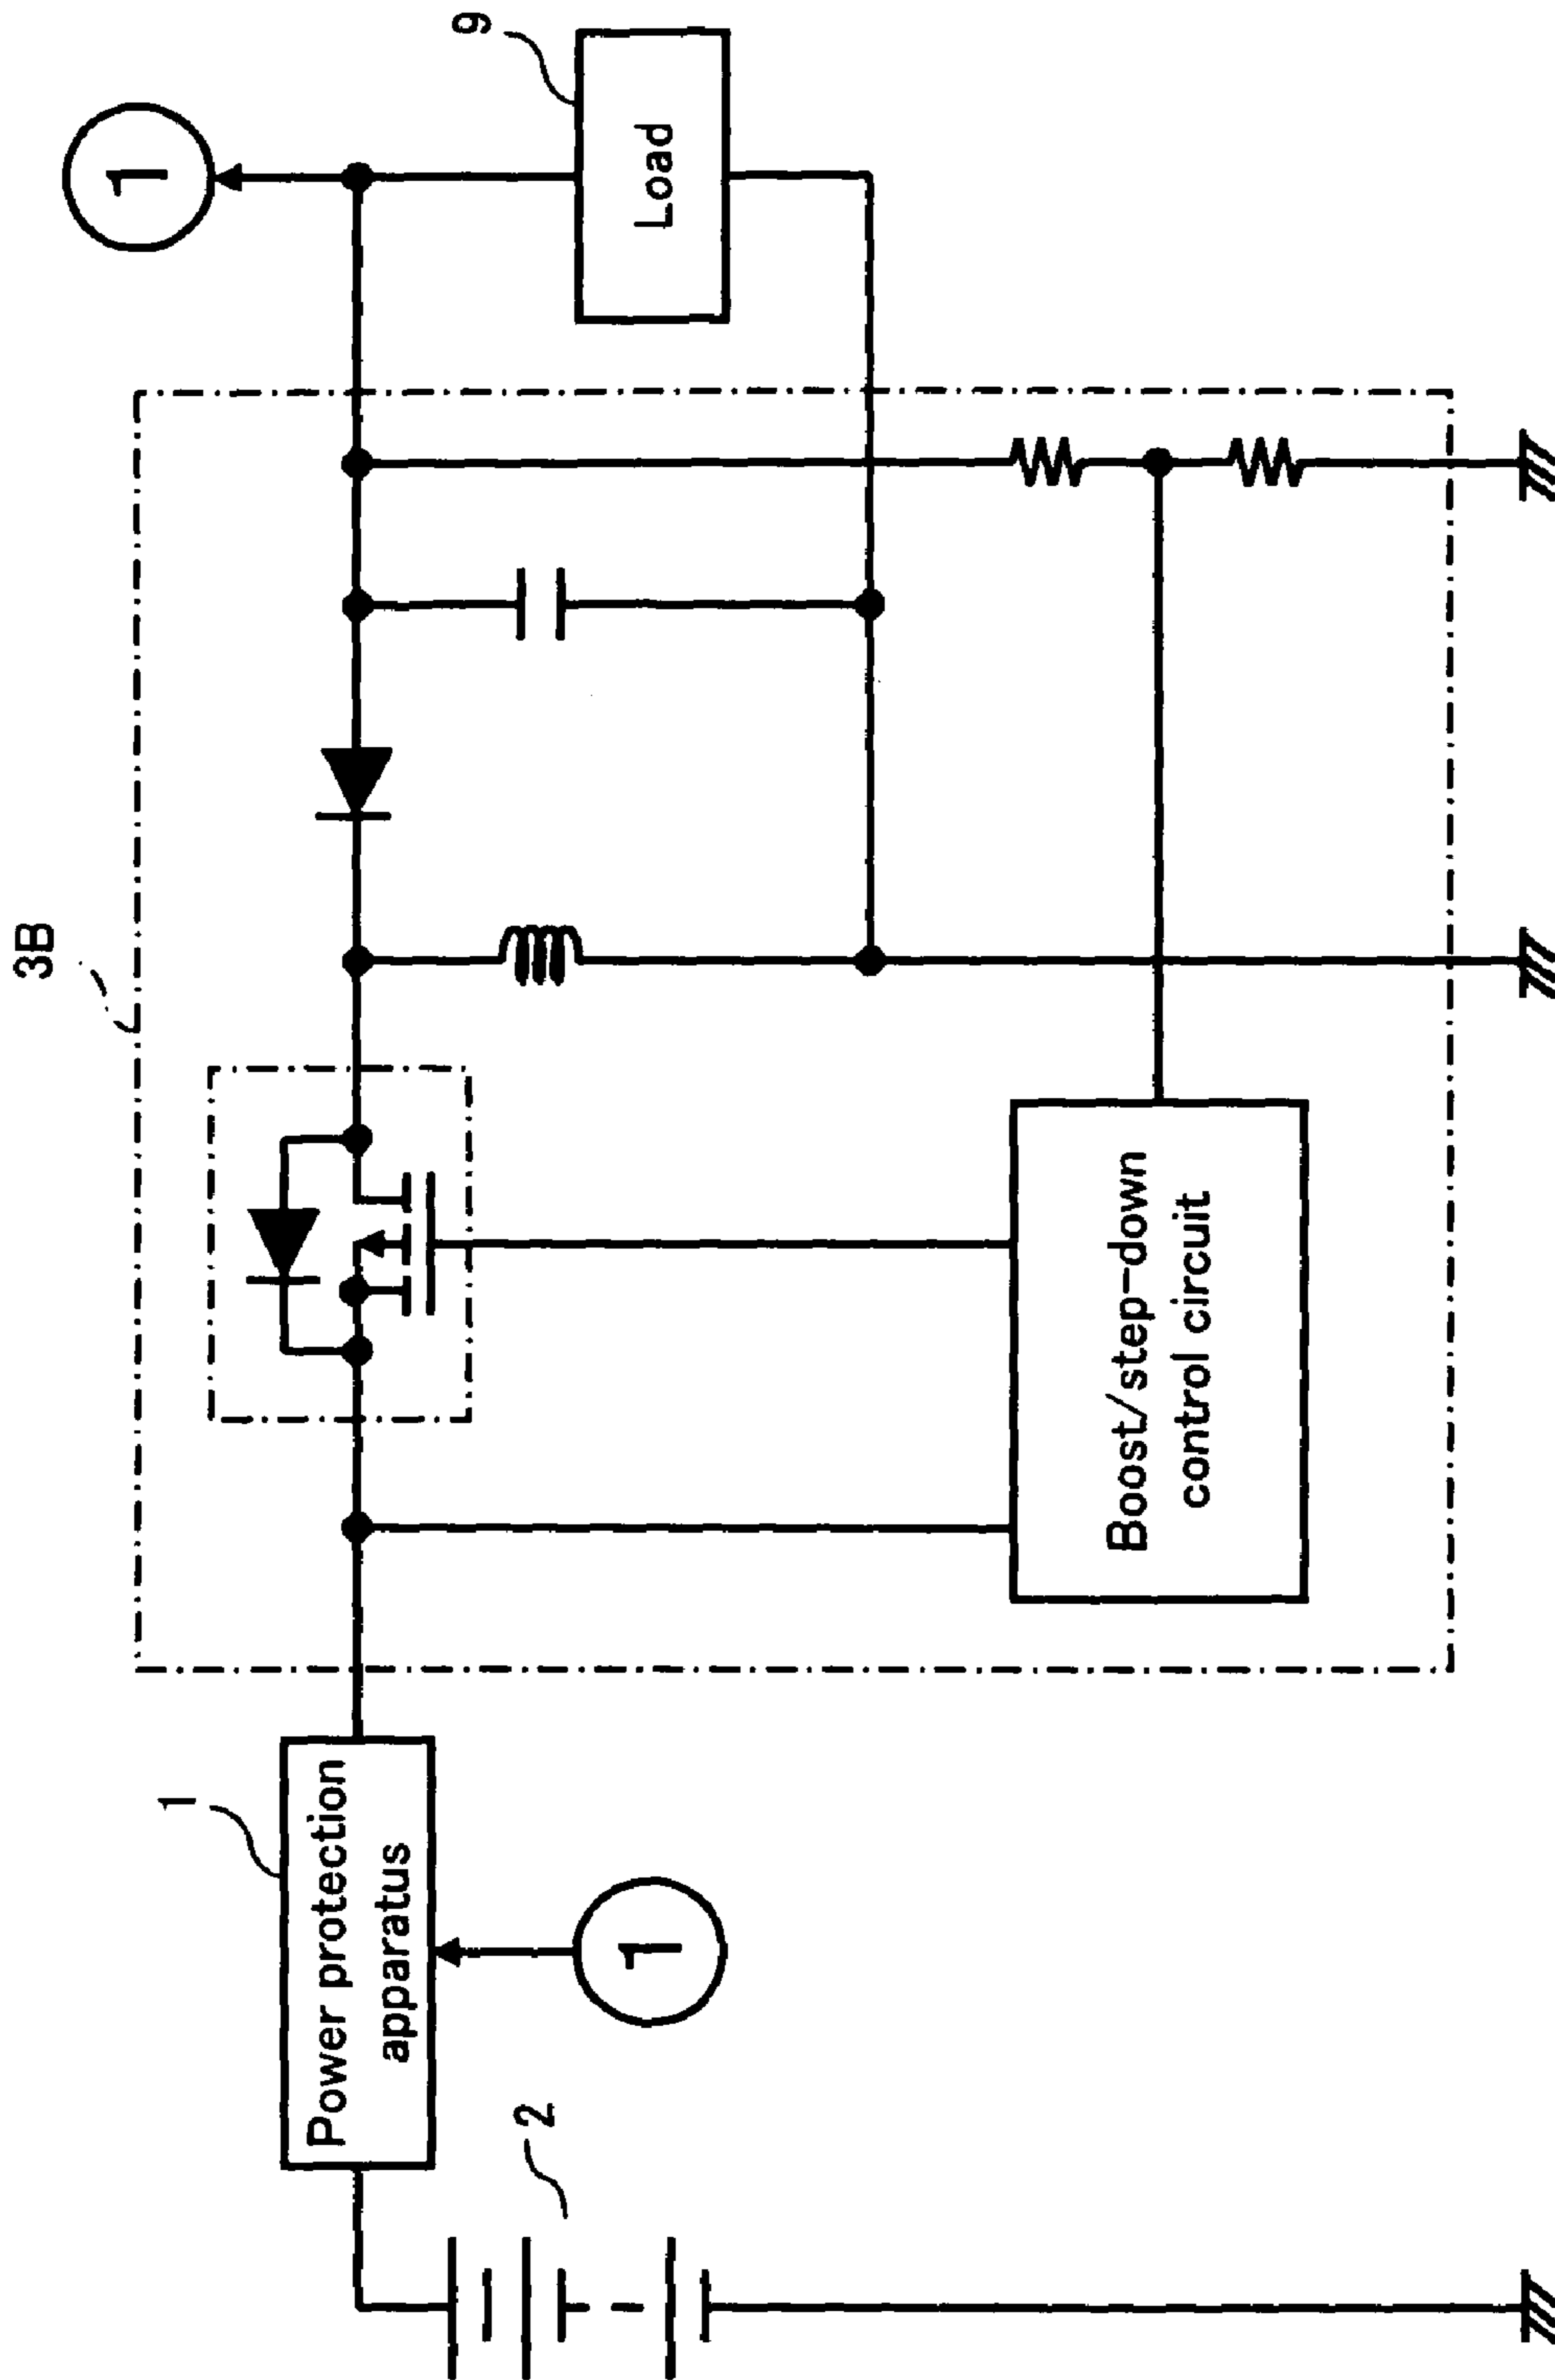 3B
1
9
1
Power protection
apparatus
Load
1
2
Boost/step-down
control circuit